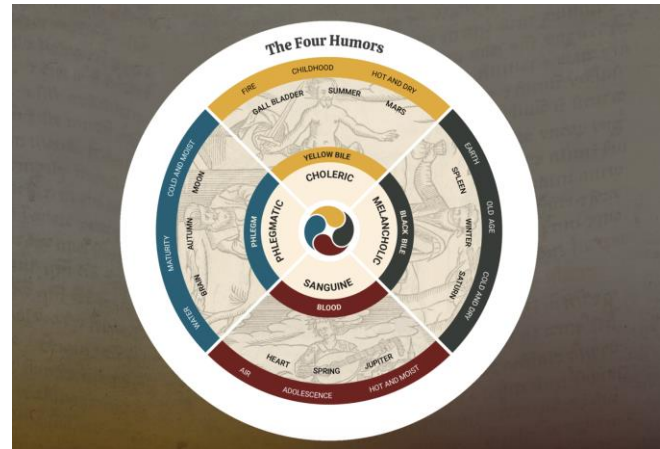 The Four Humors
FIRE CHILDHOOD HOT AND DRY
GALL BLADDER SUMMER MARS
YELLOW BILE
CHOLERIC
EARTH OLD AGE COLD AND DRY
SPLEEN WINTER SATURN
BLACK BILE
MELANCHOLIC
SANGUINE
BLOOD
HEART SPRING JUPITER
AIR ADOLESCENCE HOT AND MOIST
PHLEGMATIC
PHLEGM
BRAIN AUTUMN MOON
WATER MATURITY COLD AND MOIST